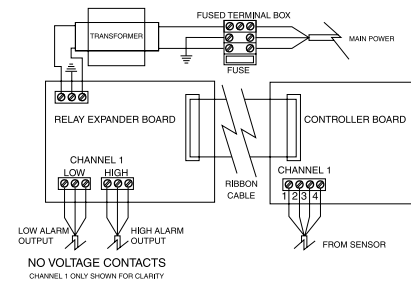 FUSED TERMINAL BOX
TRANSFORMER
MAIN POWER
FUSE
RELAY EXPANDER BOARD
CONTROLLER BOARD
CHANNEL 1
LOW HIGH
CHANNEL 1
1 2 3 4
RIBBON
CABLE
LOW ALARM
OUTPUT
HIGH ALARM
OUTPUT
FROM SENSOR
NO VOLTAGE CONTACTS
CHANNEL 1 ONLY SHOWN FOR CLARITY